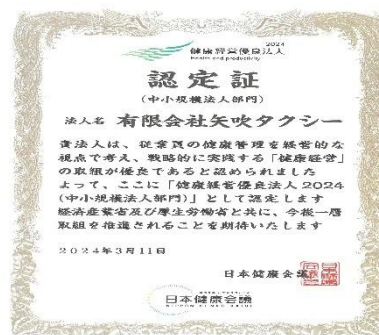 2024
健康経営優良法人
Health and productivity
認定証
(中小規模法人部門)
法人名 有限会社矢吹タクシー
貴法人は、従業員の健康管理を経営的な
視点で考え、戦略的に実践する「健康経営」
の取組が優良であると認められました
よって、ここに「健康経営優良法人2024
(中小規模法人部門)」として認定します
経済産業省及び厚生労働省と共に、今後一層
取組を推進されることを期待いたします
2024年3月11日
日本健康会議
日本健康会議